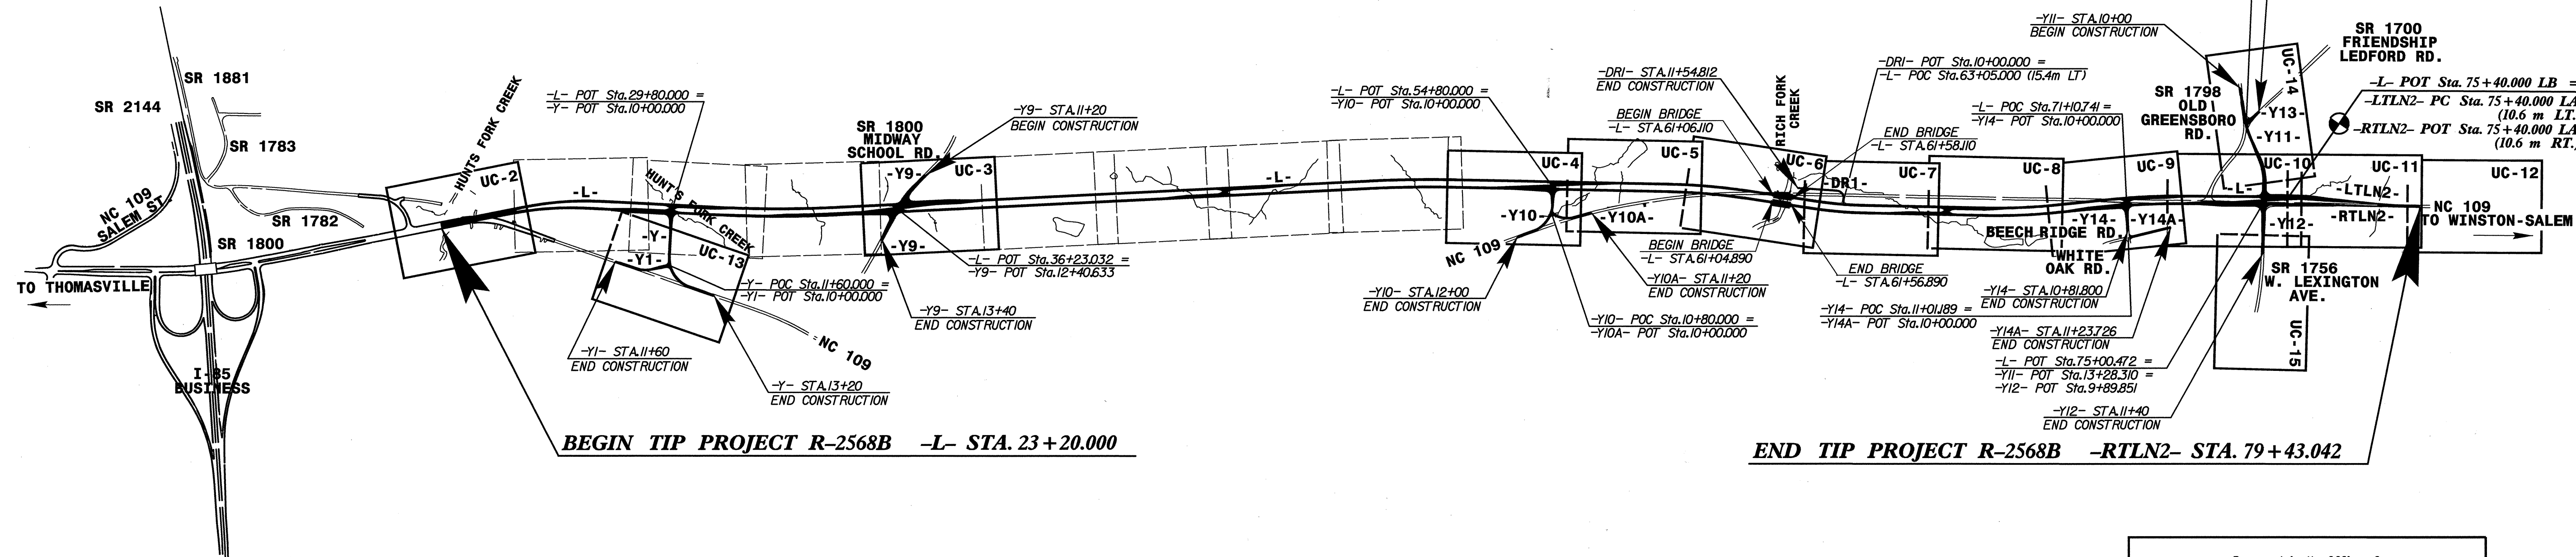 SR 1881
SR 2144
SR 1783
NC 109
SALEM ST.
SR 1782
SR 1800
TO THOMASVILLE
I-85
BUSINESS
HUNTS FORK CREEK
UC-2
-L-
-L- POT Sta.29+80.000 =
-Y- POT Sta.10+00.000
HUNT'S FORK CREEK
-Y-
-Y1-
UC-13
-Y- POC Sta.11+60.000 =
-Y1- POT Sta.10+00.000
-Y1- STA.11+60
END CONSTRUCTION
-Y- STA.13+20
END CONSTRUCTION
NC 109
BEGIN TIP PROJECT R-2568B -L- STA. 23+20.000
SR 1800
MIDWAY
SCHOOL RD.
-Y9- STA.11+20
BEGIN CONSTRUCTION
-Y9-
UC-3
-Y9-
-L- POT Sta.36+23.032 =
-Y9- POT Sta.12+40.633
-Y9- STA.13+40
END CONSTRUCTION
-L-
-L- POT Sta.54+80.000 =
-Y10- POT Sta.10+00.000
UC-4
-Y10-
NC 109
-Y10- STA.12+00
END CONSTRUCTION
-Y10A-
UC-5
-Y10A- STA.11+20
END CONSTRUCTION
-Y10- POC Sta.10+80.000 =
-Y10A- POT Sta.10+00.000
-DR1- STA.11+54.812
END CONSTRUCTION
BEGIN BRIDGE
-L- STA.61+06.110
RICH FORK
CREEK
UC-6
END BRIDGE
-L- STA.61+58.110
-DR1- POT Sta.10+00.000 =
-L- POC Sta.63+05.000 (15.4m LT)
-DR1-
UC-7
BEGIN BRIDGE
-L- STA.61+04.890
END BRIDGE
-L- STA.61+56.890
UC-8
-L- POC Sta.71+10.741 =
-Y14- POT Sta.10+00.000
UC-9
-Y14-
-Y14A-
BEECH RIDGE RD.
WHITE
OAK RD.
-Y14- STA.10+81.800
END CONSTRUCTION
-Y14- POC Sta.11+01.189 =
-Y14A- POT Sta.10+00.000
-Y14A- STA.11+23.726
END CONSTRUCTION
-L- POT Sta.75+00.472 =
-Y11- POT Sta.13+28.310 =
-Y12- POT Sta.9+89.851
-Y12- STA.11+40
END CONSTRUCTION
-Y11- STA.10+00
BEGIN CONSTRUCTION
SR 1700
FRIENDSHIP
LEDFORD RD.
UC-14
SR 1798
OLD
GREENSBORO
RD.
-Y13-
-Y11-
-L- POT Sta. 75+40.000 LB =
-LTLN2- PC Sta. 75+40.000 LA
(10.6 m LT.
-RTLN2- POT Sta. 75+40.000 LA
(10.6 m RT.
UC-10
-L-
-Y12-
UC-11
-LTLN2-
-RTLN2-
UC-12
NC 109
TO WINSTON-SALEM
SR 1756
W. LEXINGTON
AVE.
UC-15
END TIP PROJECT R-2568B -RTLN2- STA. 79+43.042